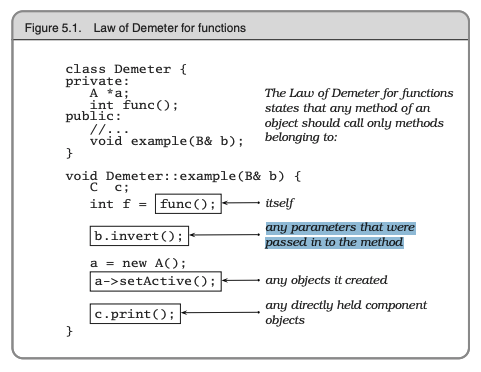 Figure 5.1. Law of Demeter for functions
class Demeter {
private:
A *a;
int func();
public:
//...
void example(B& b);
}
The Law of Demeter for functions
states that any method of an
object should call only methods
belonging to:
void Demeter::example(B& b) {
C c;
int f = func();
itself
b.invert();
any parameters that were
passed in to the method
a = new A();
a->setActive();
any objects it created
c.print();
any directly held component
objects
}